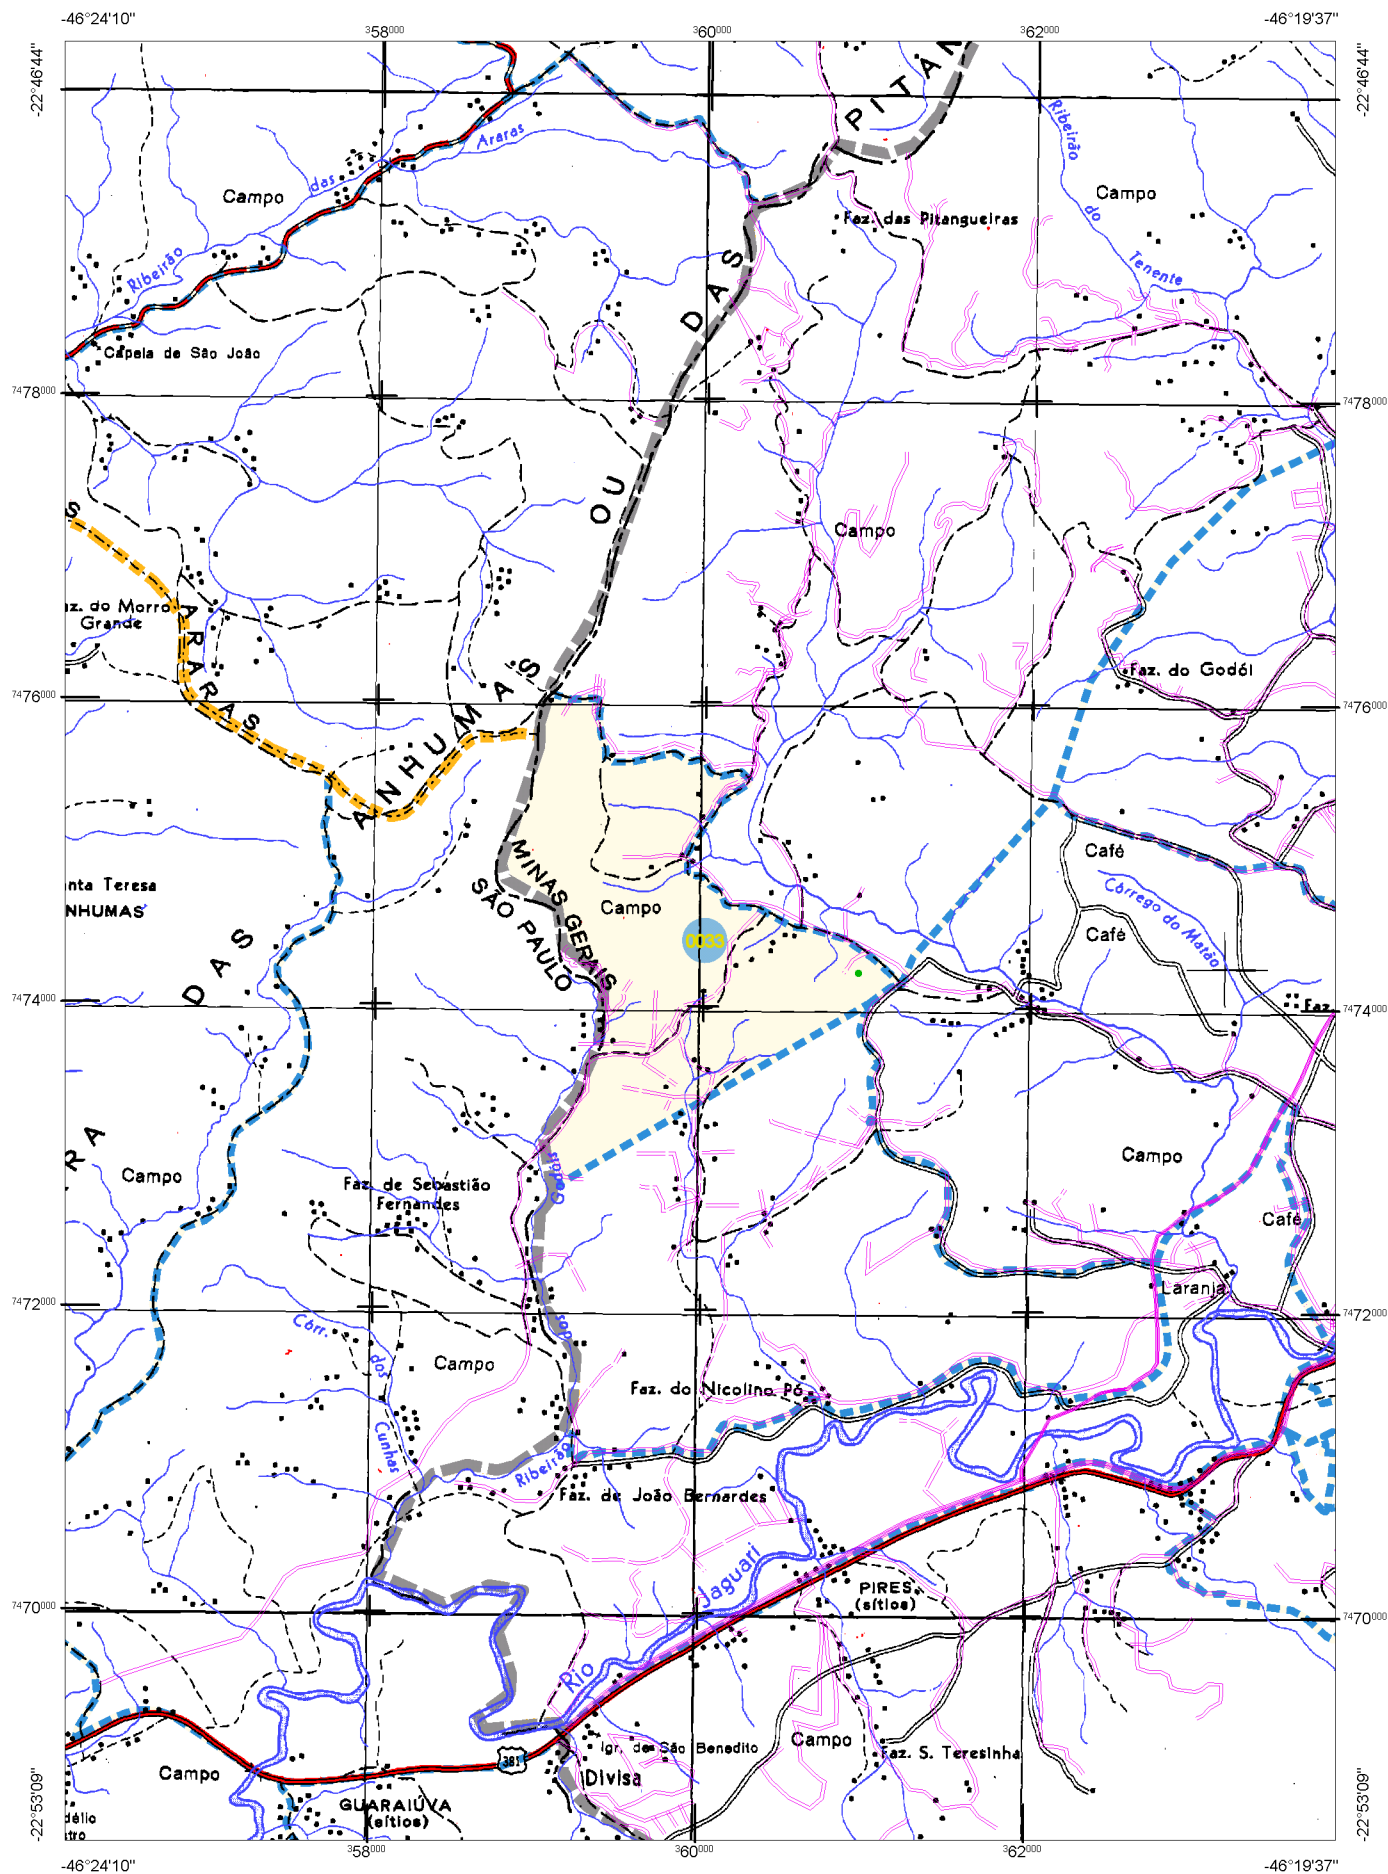 -46°24'10"
-46°19'37"
358000
360000
362000
-22°46'44"
-22°46'44"
PITAN
Ribeirão
do
Tenente
Araras
das
Ribeirão
Campo
Campo
Faz. das Pitangueiras
DAS
Capela de São João
7478000
7478000
OU
S
Campo
ARARAS
az. do Morro
Grande
Faz. do Godói
7476000
7476000
ANHUMAS
MINAS GERAIS
SÃO PAULO
Café
nta Teresa
NHUMAS
Córrego do Matão
Campo
Café
0033
DAS
7474000
7474000
Faz.
RA
Campo
Campo
Faz. de Sebastião
Fernandes
Café
7472000
7472000
Laranja
Córr.
dos
Cunhas
dos
Campo
Faz. do Nicolino Pó
Ribeirão
Faz. de João Bernardes
Jaguari
PIRES
(sítios)
7470000
7470000
Rio
Igr. de São Benedito
Campo
Faz. S. Teresinha
381
Campo
Divisa
GUARAIÚVA
(sítios)
délio
tro
-22°53'09"
-22°53'09"
358000
360000
362000
-46°24'10"
-46°19'37"